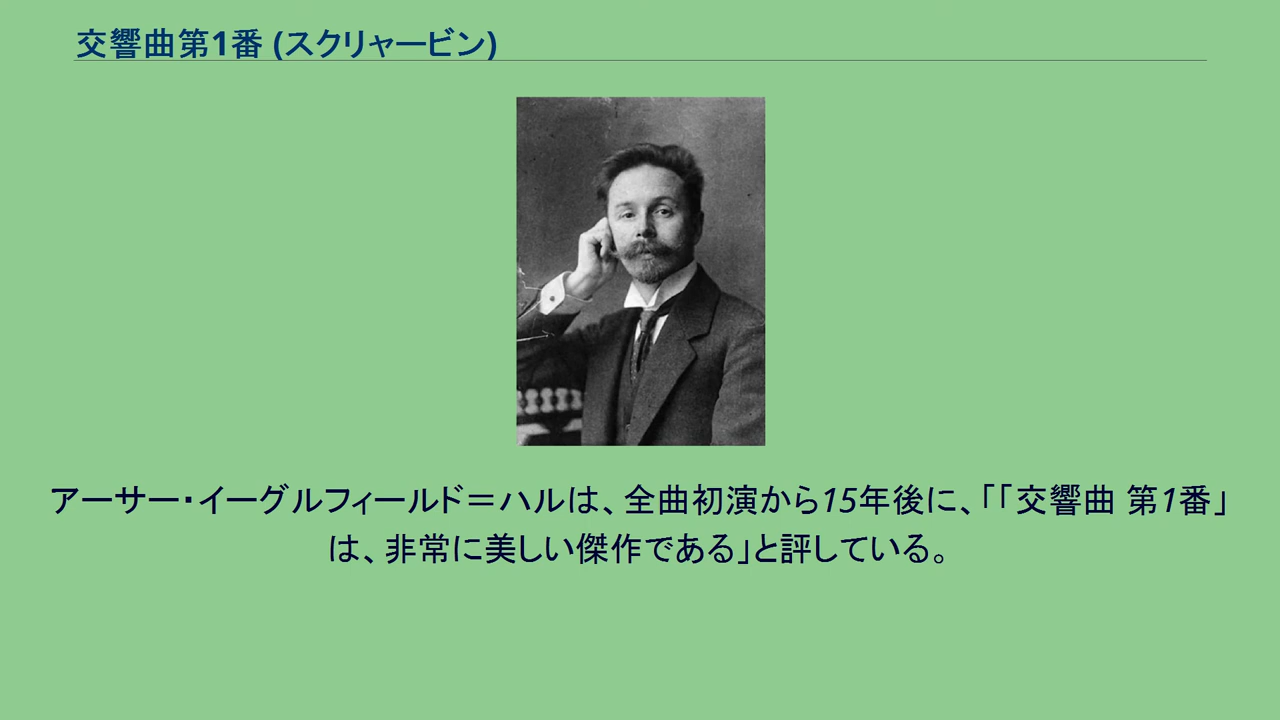 交響曲第1番 (スクリャービン)
アーサー・イーグルフィールド＝ハルは、全曲初演から15年後に、「「交響曲 第1番」
は、非常に美しい傑作である」と評している。